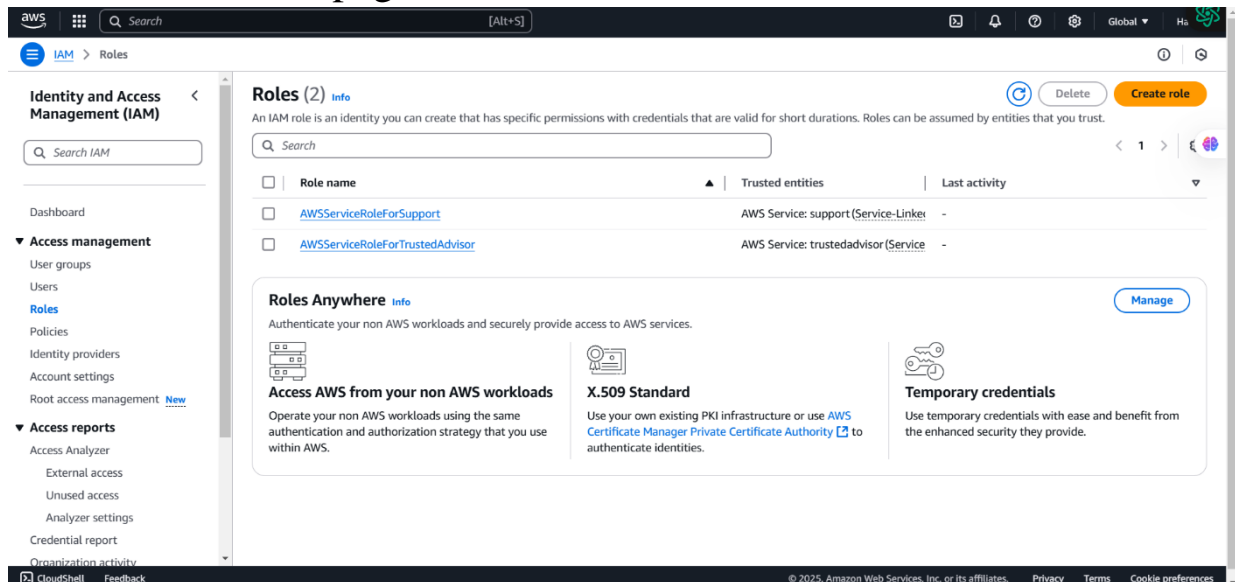 aws
Search
[Alt+S]
Global
IAM > Roles
Identity and Access Management (IAM)
Search IAM
Dashboard
Access management
User groups
Users
Roles
Policies
Identity providers
Account settings
Root access management New
Access reports
Access Analyzer
External access
Unused access
Analyzer settings
Credential report
Organization activity
Roles (2) Info
Delete
Create role
An IAM role is an identity you can create that has specific permissions with credentials that are valid for short durations. Roles can be assumed by entities that you trust.
Search
1
Role name
Trusted entities
Last activity
AWSServiceRoleForSupport
AWS Service: support (Service-Linked
-
AWSServiceRoleForTrustedAdvisor
AWS Service: trustedadvisor (Service
-
Roles Anywhere Info
Manage
Authenticate your non AWS workloads and securely provide access to AWS services.
Access AWS from your non AWS workloads
Operate your non AWS workloads using the same
authentication and authorization strategy that you use
within AWS.
X.509 Standard
Use your own existing PKI infrastructure or use AWS
Certificate Manager Private Certificate Authority to
authenticate identities.
Temporary credentials
Use temporary credentials with ease and benefit from
the enhanced security they provide.
CloudShell Feedback
© 2025, Amazon Web Services, Inc. or its affiliates.
Privacy Terms Cookie preferences